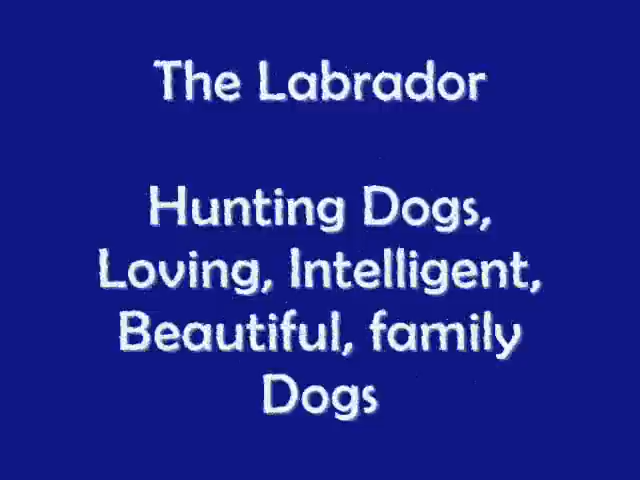 The Labrador
Hunting Dogs,
Loving, Intelligent,
Beautiful, family
Dogs